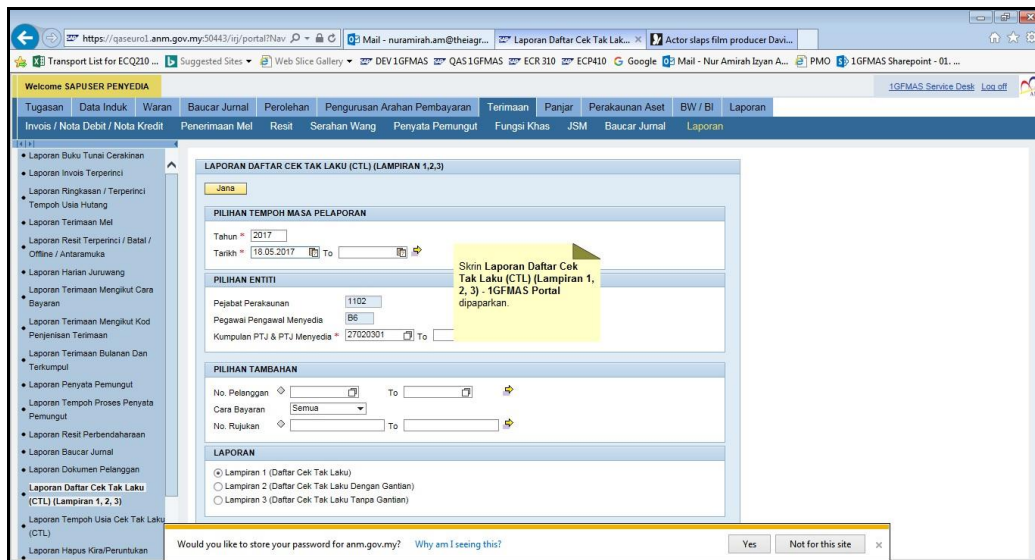 https://qaseuro1.anm.gov.my:50443/irj/portal?Nav
Mail - nuramirah.am@theiagr...
Laporan Daftar Cek Tak Lak...
Actor slaps film producer Davi...
Transport List for ECQ210 ...
Suggested Sites
Web Slice Gallery
DEV 1GFMAS
QAS 1GFMAS
ECR 310
ECP410
Google
Mail - Nur Amirah Izyan A...
PMO
1GFMAS Sharepoint - 01. ...
Welcome SAPUSER PENYEDIA
1GFMAS Service Desk Log off
Tugasan Data Induk Waran Baucar Jurnal Perolehan Pengurusan Arahan Pembayaran Terimaan Panjar Perakaunan Aset BW / BI Laporan
Invois / Nota Debit / Nota Kredit Penerimaan Mel Resit Serahan Wang Penyata Pemungut Fungsi Khas JSM Baucar Jurnal Laporan
Laporan Buku Tunai Cerakinan
Laporan Invois Terperinci
Laporan Ringkasan / Terperinci
Tempoh Usia Hutang
Laporan Terimaan Mel
Laporan Resit Terperinci / Batal /
Offline / Antaramuka
Laporan Harian Juruwang
Laporan Terimaan Mengikut Cara
Bayaran
Laporan Terimaan Mengikut Kod
Penjenisan Terimaan
Laporan Terimaan Bulanan Dan
Terkumpul
Laporan Penyata Pemungut
Laporan Tempoh Proses Penyata
Pemungut
Laporan Resit Perbendaharaan
Laporan Baucar Jurnal
Laporan Dokumen Pelanggan
Laporan Daftar Cek Tak Laku
(CTL) (Lampiran 1, 2, 3)
Laporan Tempoh Usia Cek Tak Laku
(CTL)
Laporan Hapus Kira/Peruntukan
LAPORAN DAFTAR CEK TAK LAKU (CTL) (LAMPIRAN 1,2,3)
Jana
PILIHAN TEMPOH MASA PELAPORAN
Tahun * 2017
Tarikh * 18.05.2017 To
PILIHAN ENTITI
Pejabat Perakaunan 1102
Pegawai Pengawal Menyedia B6
Kumpulan PTJ & PTJ Menyedia * 27020301 To
Skrin Laporan Daftar Cek
Tak Laku (CTL) (Lampiran 1,
2, 3) - 1GFMAS Portal
dipaparkan.
PILIHAN TAMBAHAN
No. Pelanggan To
Cara Bayaran Semua
No. Rujukan To
LAPORAN
Lampiran 1 (Daftar Cek Tak Laku)
Lampiran 2 (Daftar Cek Tak Laku Dengan Gantian)
Lampiran 3 (Daftar Cek Tak Laku Tanpa Gantian)
Would you like to store your password for anm.gov.my? Why am I seeing this? Yes Not for this site